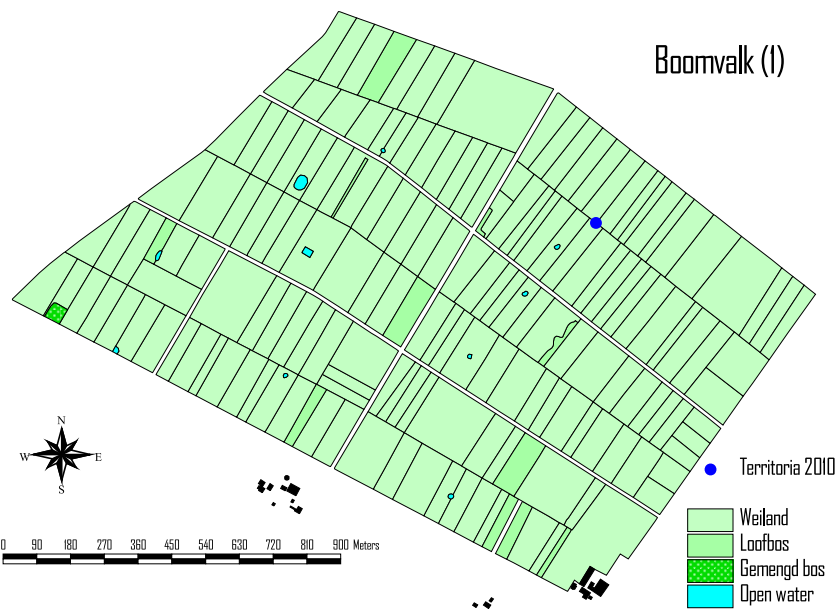 Boomvalk (1)
N
W E
S
Territoria 2010
0 90 180 270 360 450 540 630 720 810 900 Meters
Weiland
Loofbos
Gemengd bos
Open water